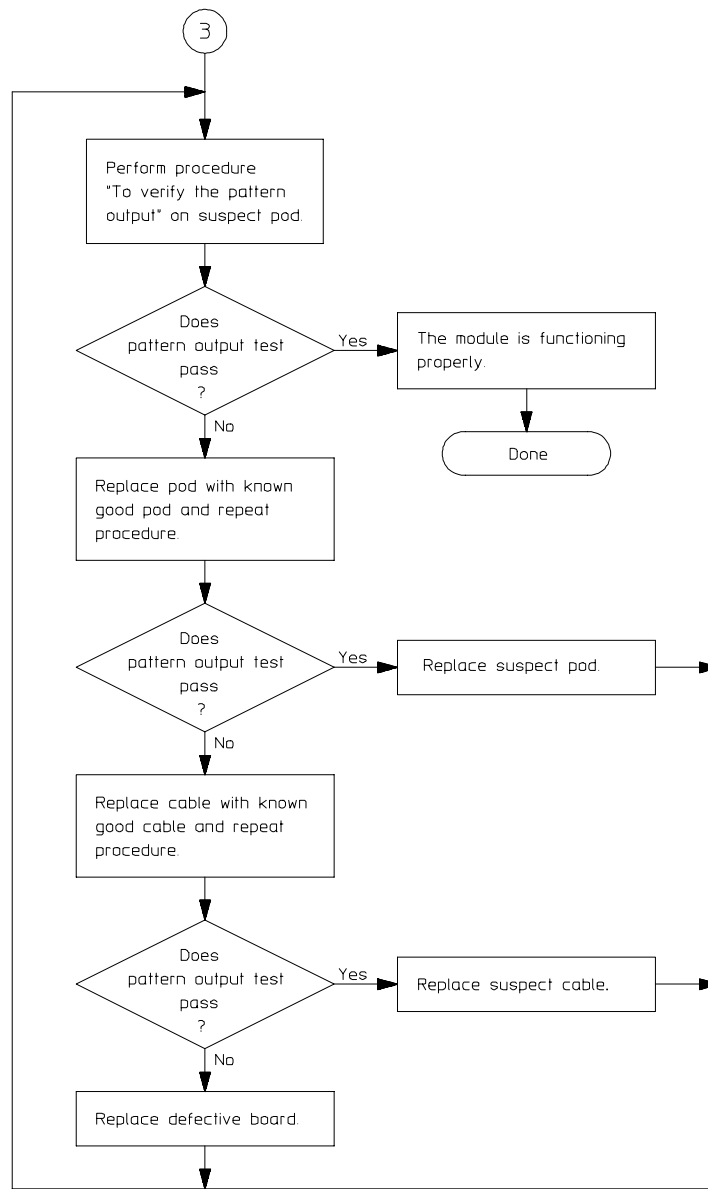 3
Perform procedure
"To verify the pattern
output" on suspect pod.
Does
pattern output test
pass
?
Yes
The module is functioning
properly.
Done
No
Replace pod with known
good pod and repeat
procedure.
Does
pattern output test
pass
?
Yes
Replace suspect pod.
No
Replace cable with known
good cable and repeat
procedure.
Does
pattern output test
pass
?
Yes
Replace suspect cable.
No
Replace defective board.